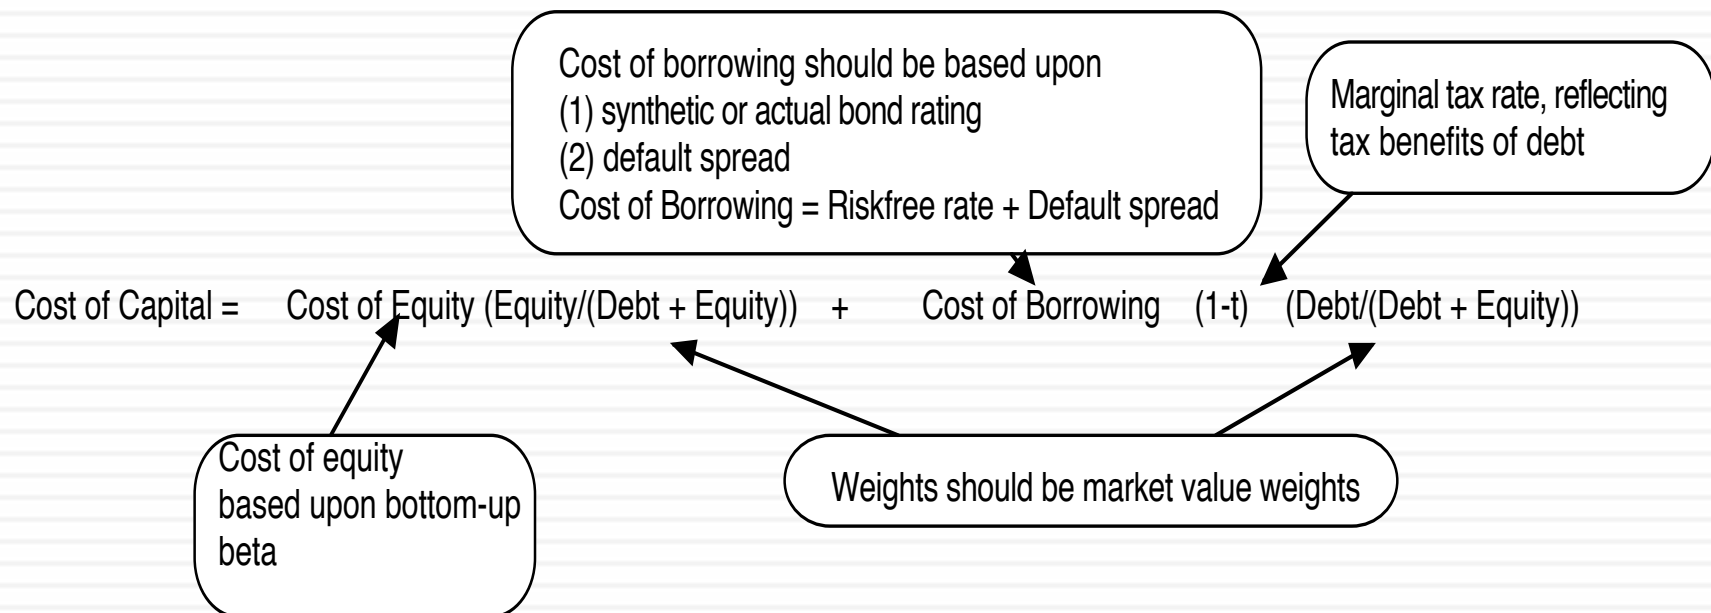 Cost of borrowing should be based upon
(1) synthetic or actual bond rating
(2) default spread
Cost of Borrowing = Riskfree rate + Default spread
Marginal tax rate, reflecting
tax benefits of debt
Cost of Capital = Cost of Equity (Equity/(Debt + Equity)) + Cost of Borrowing (1-t) (Debt/(Debt + Equity))
Cost of equity
based upon bottom-up
beta
Weights should be market value weights